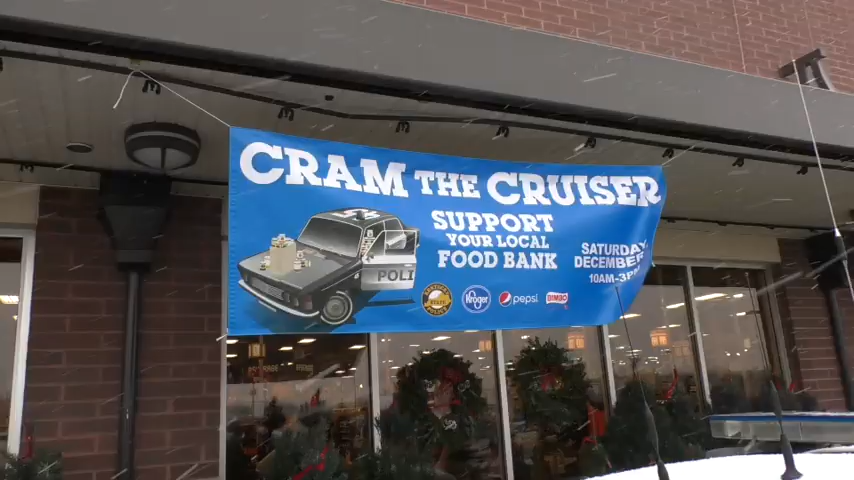 CRAM THE CRUISER
SUPPORT
YOUR LOCAL
FOOD BANK
SATURDAY,
DECEMBER
10AM-3PM
POLI
Kroger
pepsi
BIMBO